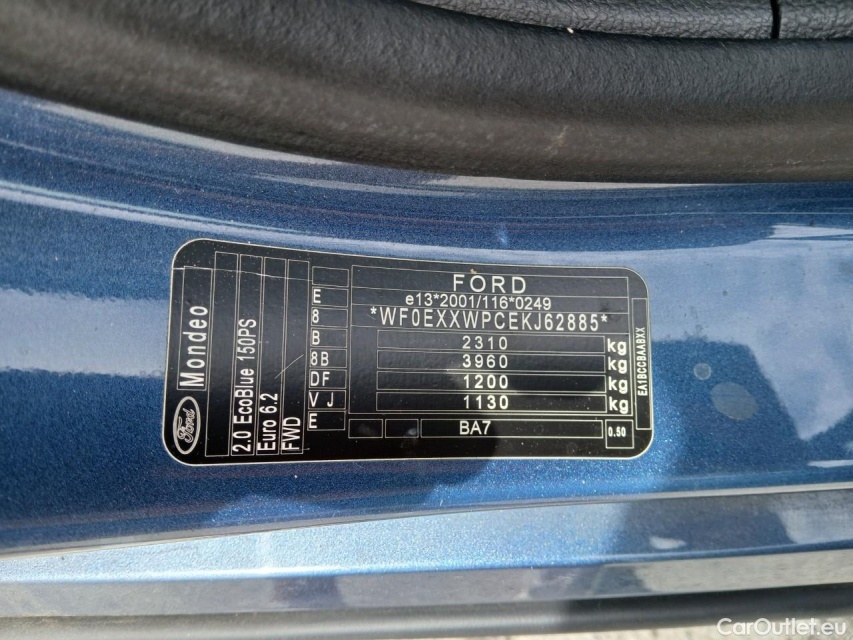 FORD
e13*2001/116*0249
*WF0EXXWPCEKJ62885*
2310 kg
3960 kg
1200 kg
1130 kg
BA7
0.50
E
8
B
8B
DF
V J
E
Ford
Mondeo
2.0 EcoBlue 150PS
Euro 6.2
FWD
EA1BCCBAABXX
CarOutlet.eu